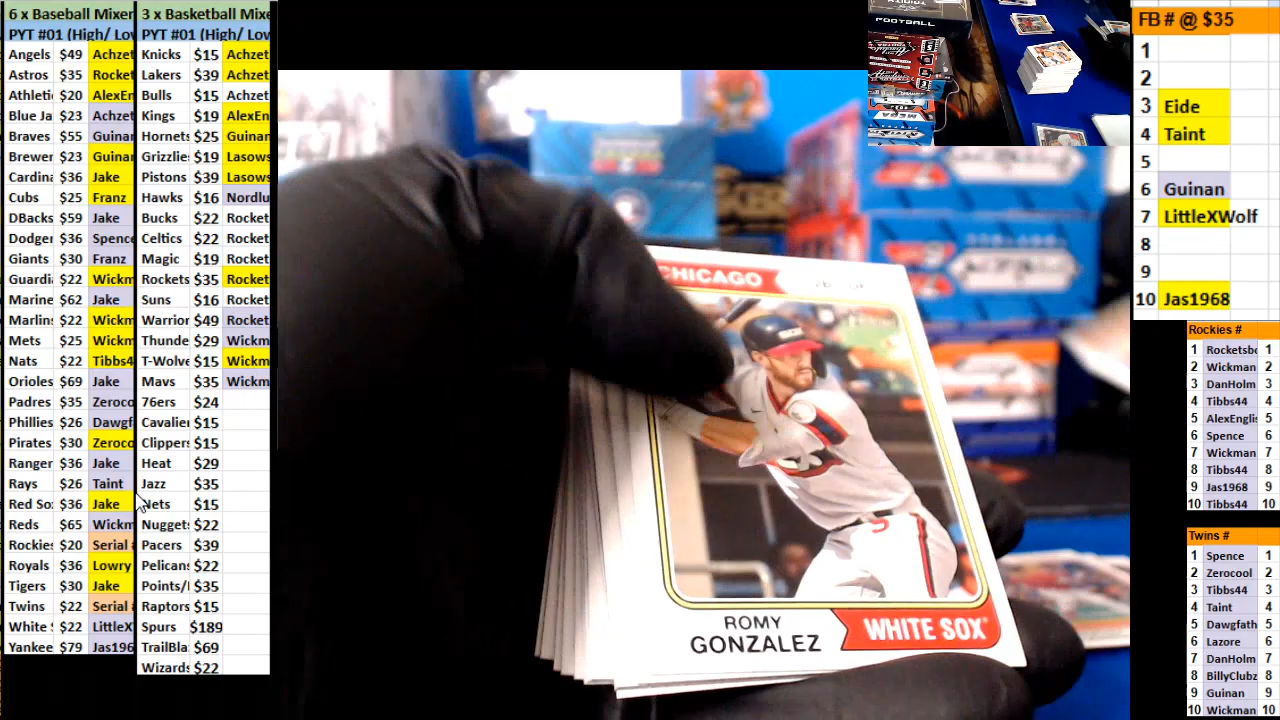 6 x Baseball Mixer
PYT #01 (High/ Low
Angels $49 Achzet
Astros $35 Rocket
Athletic $20 AlexEn
Blue Ja $23 Achzet
Braves $55 Guinar
Brewer $23 Guinar
Cardina $36 Jake
Cubs $25 Franz
DBacks $59 Jake
Dodger $36 Spence
Giants $30 Franz
Guardi $22 Wickm
Marine $62 Jake
Marlins $22 Wickm
Mets $25 Wickm
Nats $22 Tibbs4
Orioles $69 Jake
Padres $35 Zeroco
Phillies $26 Dawgf
Pirates $30 Zeroco
Ranger $36 Jake
Rays $26 Taint
Red So $36 Jake
Reds $65 Wickm
Rockies $20 Serial
Royals $36 Lowry
Tigers $30 Jake
Twins $22 Serial
White $22 LittleX
Yankee $79 Jas196
3 x Basketball Mixe
PYT #01 (High/ Low
Knicks $15 Achzet
Lakers $39 Achzet
Bulls $15 Achzet
Kings $19 AlexEn
Hornets $25 Guinar
Grizzlie $19 Lasows
Pistons $39 Lasows
Hawks $16 Nordlu
Bucks $22 Rocket
Celtics $22 Rocket
Magic $19 Rocket
Rockets $35 Rocket
Suns $16 Rocket
Warrior $49 Rocket
Thunde $29 Wickm
T-Wolve $15 Wickm
Mavs $35 Wickm
76ers $24
Cavalie $15
Clippers $15
Heat $29
Jazz $35
Nets $15
Nuggets $22
Pacers $39
Pelican $22
Points/ $35
Raptors $15
Spurs $189
TrailBla $69
Wizards $22
FOOTBALL
MEGA
CHICAGO
ROMY
GONZALEZ
WHITE SOX
FB # @ $35
1
2
3 Eide
4 Taint
5
6 Guinan
7 LittleXWolf
8
9
10 Jas1968
Rockies #
1 Rocketsb 1
2 Wickman 2
3 DanHolm 3
4 Tibbs44 4
5 AlexEnglis 5
6 Spence 6
7 Wickman 7
8 Tibbs44 8
9 Jas1968 9
10 Tibbs44 10
Twins #
1 Spence 1
2 Zerocool 2
3 Tibbs44 3
4 Taint 4
5 Dawgfath 5
6 Lazore 6
7 DanHolm 7
8 BillyClubz 8
9 Guinan 9
10 Wickman 10